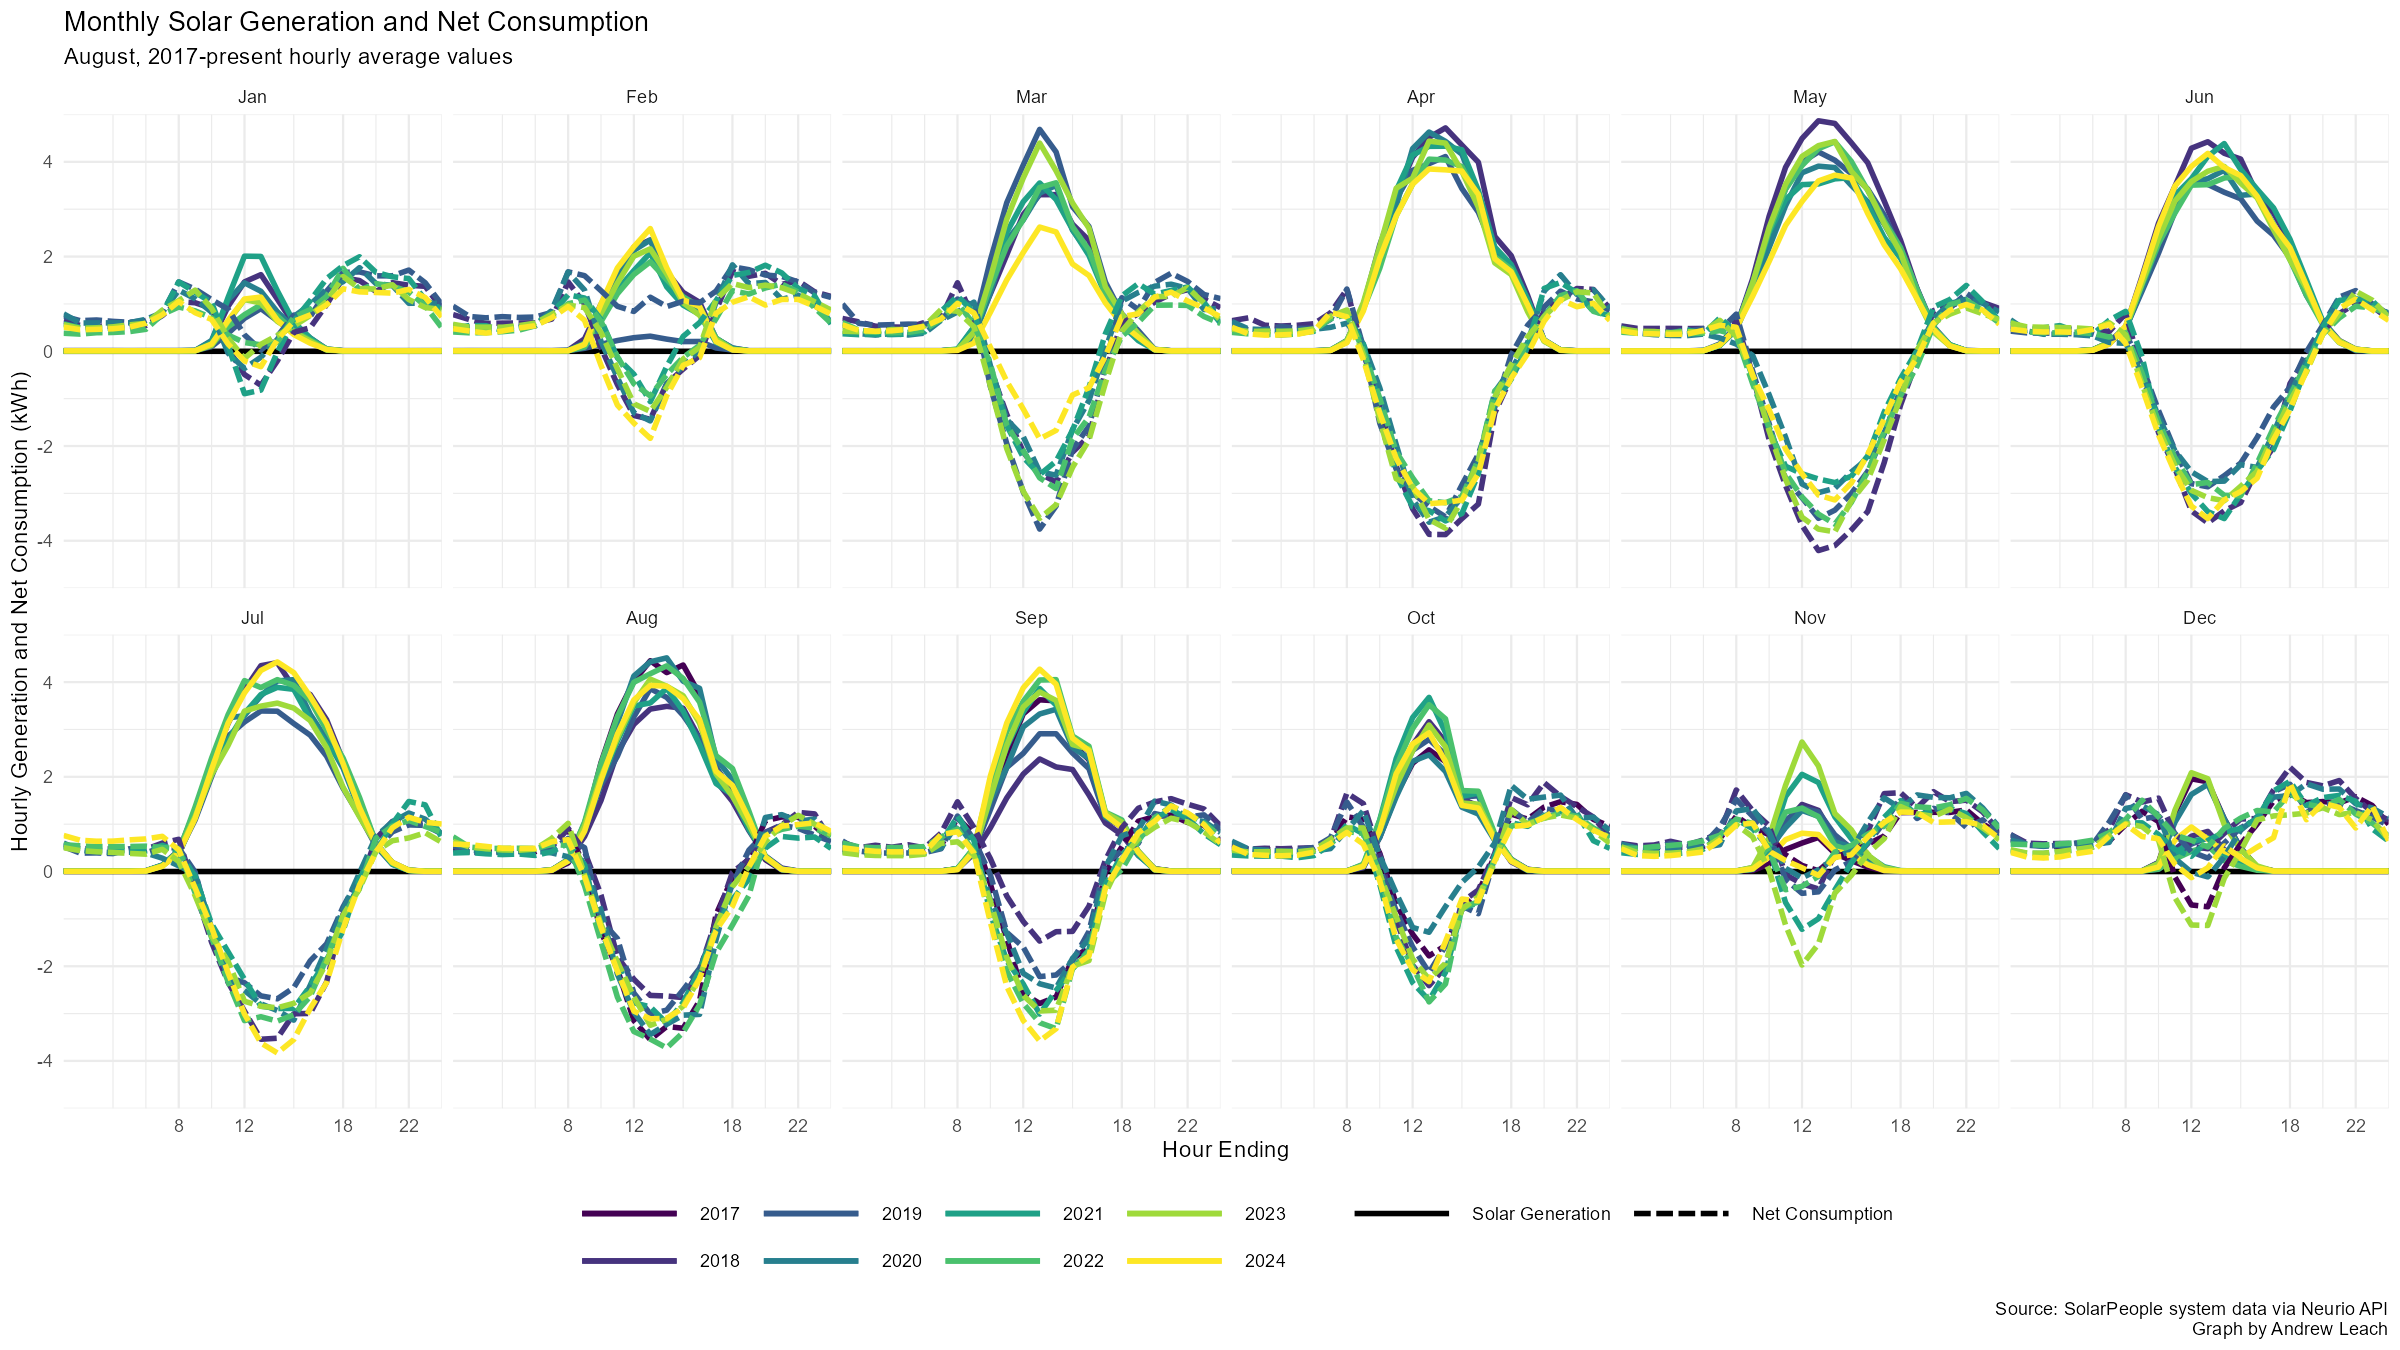 Monthly Solar Generation and Net Consumption
August, 2017-present hourly average values
Jan Feb Mar Apr May Jun
4
2
0
-2
-4
Hourly Generation and Net Consumption (kWh)
Jul Aug Sep Oct Nov Dec
4
2
0
-2
-4
8 12 18 22 8 12 18 22 8 12 18 22 8 12 18 22 8 12 18 22 8 12 18 22
Hour Ending
2017 2019 2021 2023 Solar Generation Net Consumption
2018 2020 2022 2024
Source: SolarPeople system data via Neurio API
Graph by Andrew Leach